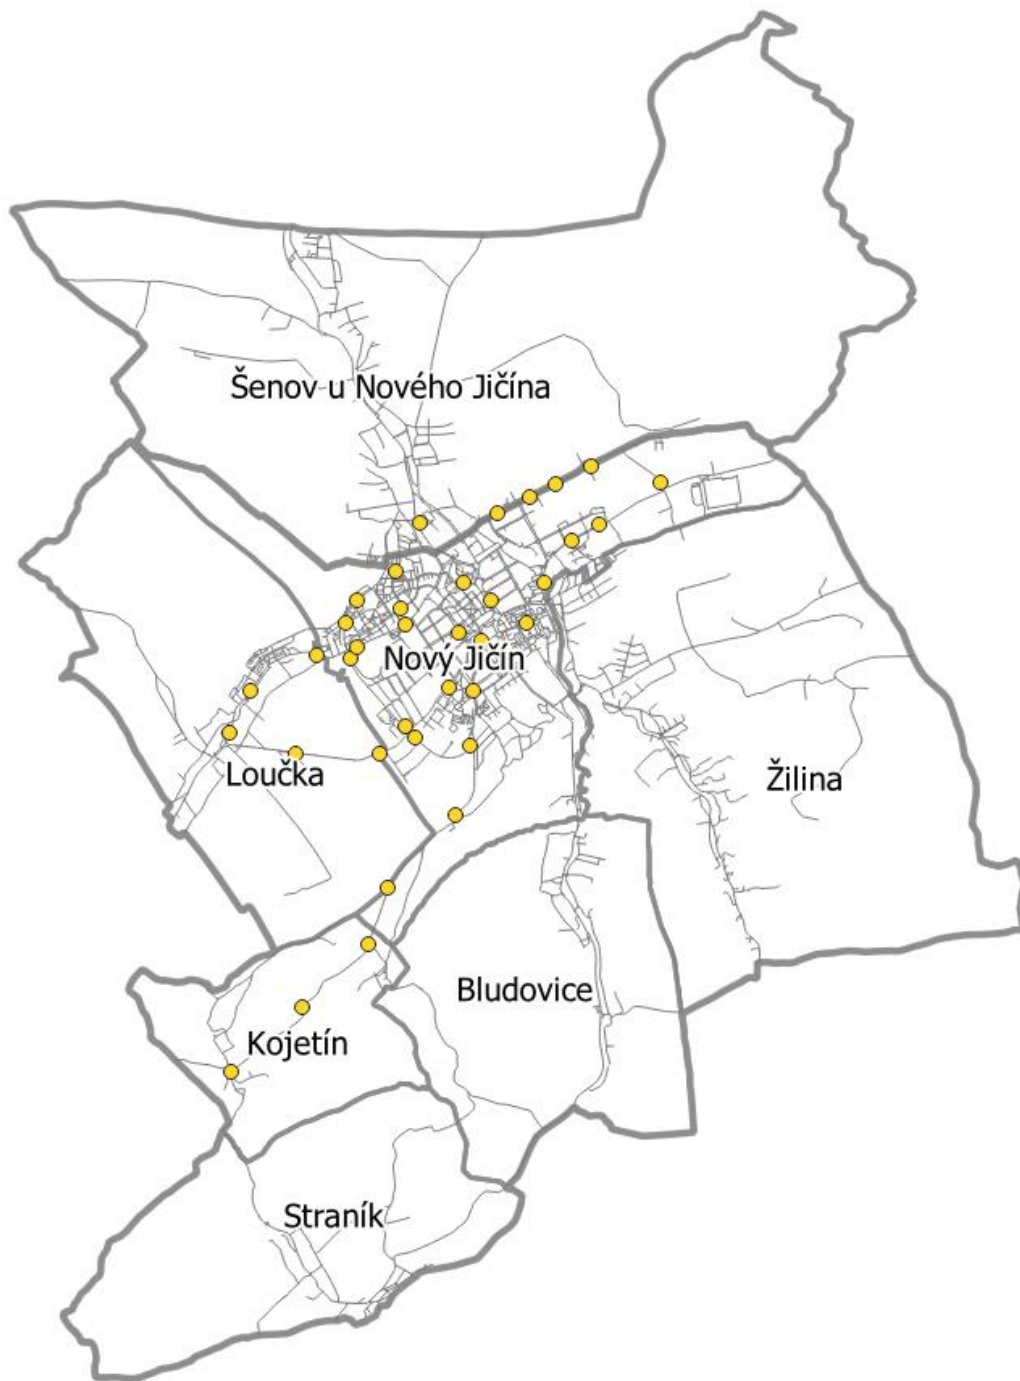 Šenov u Nového Jičína
Nový Jičín
Loučka
Žilina
Bludovice
Kojetín
Straník